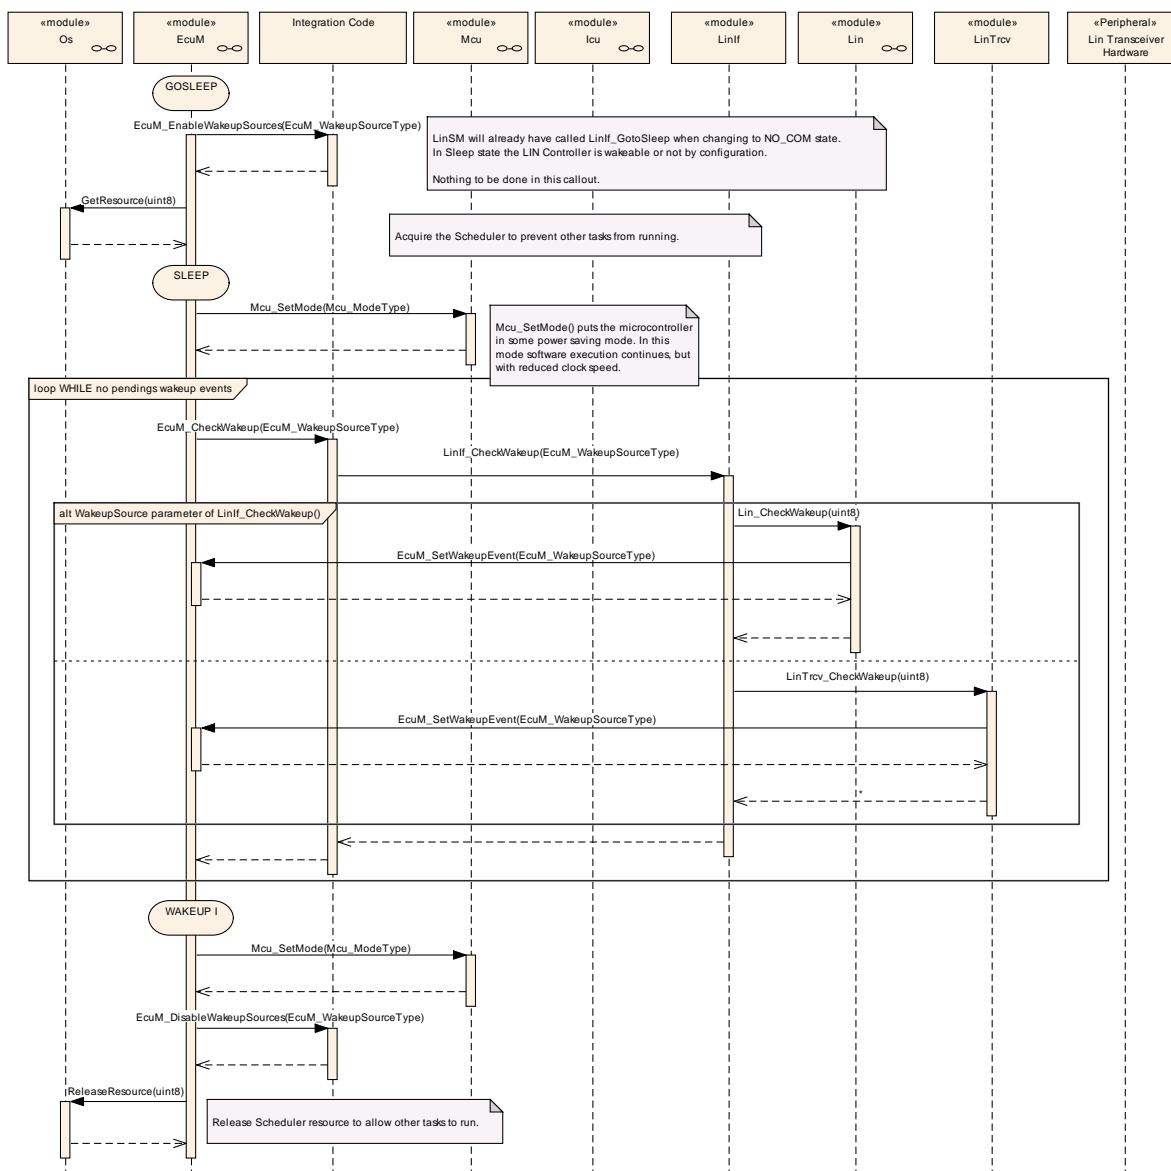 «module»
Os
«module»
EcuM
Integration Code
«module»
Mcu
«module»
Icu
«module»
LinIf
«module»
Lin
«module»
LinTrcv
«Peripheral»
Lin Transceiver
Hardware
GOSLEEP
EcuM_EnableWakeupSources(EcuM_WakeupSourceType)
LinSM will already have called LinIf_GotoSleep when changing to NO_COM state.
In Sleep state the LIN Controller is wakeable or not by configuration.
Nothing to be done in this callout.
GetResource(uint8)
Acquire the Scheduler to prevent other tasks from running.
SLEEP
Mcu_SetMode(Mcu_ModeType)
Mcu_SetMode() puts the microcontroller
in some power saving mode. In this
mode software execution continues, but
with reduced clock speed.
loop WHILE no pendings wakeup events
EcuM_CheckWakeup(EcuM_WakeupSourceType)
LinIf_CheckWakeup(EcuM_WakeupSourceType)
alt WakeupSource parameter of LinIf_CheckWakeup()
Lin_CheckWakeup(uint8)
EcuM_SetWakeupEvent(EcuM_WakeupSourceType)
LinTrcv_CheckWakeup(uint8)
EcuM_SetWakeupEvent(EcuM_WakeupSourceType)
WAKEUP I
Mcu_SetMode(Mcu_ModeType)
EcuM_DisableWakeupSources(EcuM_WakeupSourceType)
ReleaseResource(uint8)
Release Scheduler resource to allow other tasks to run.